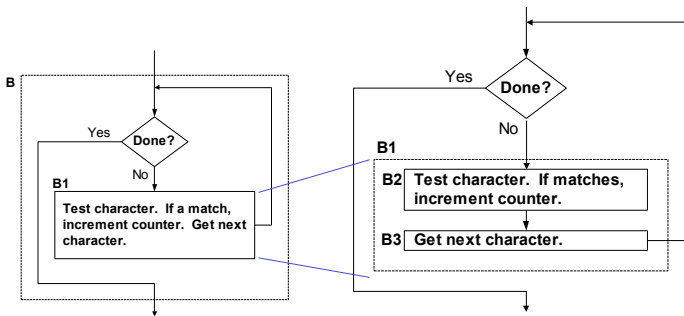 B
Yes
Done?
No
B1
Test character. If a match,
increment counter. Get next
character.
Yes
Done?
No
B1
B2
Test character. If matches,
increment counter.
B3
Get next character.